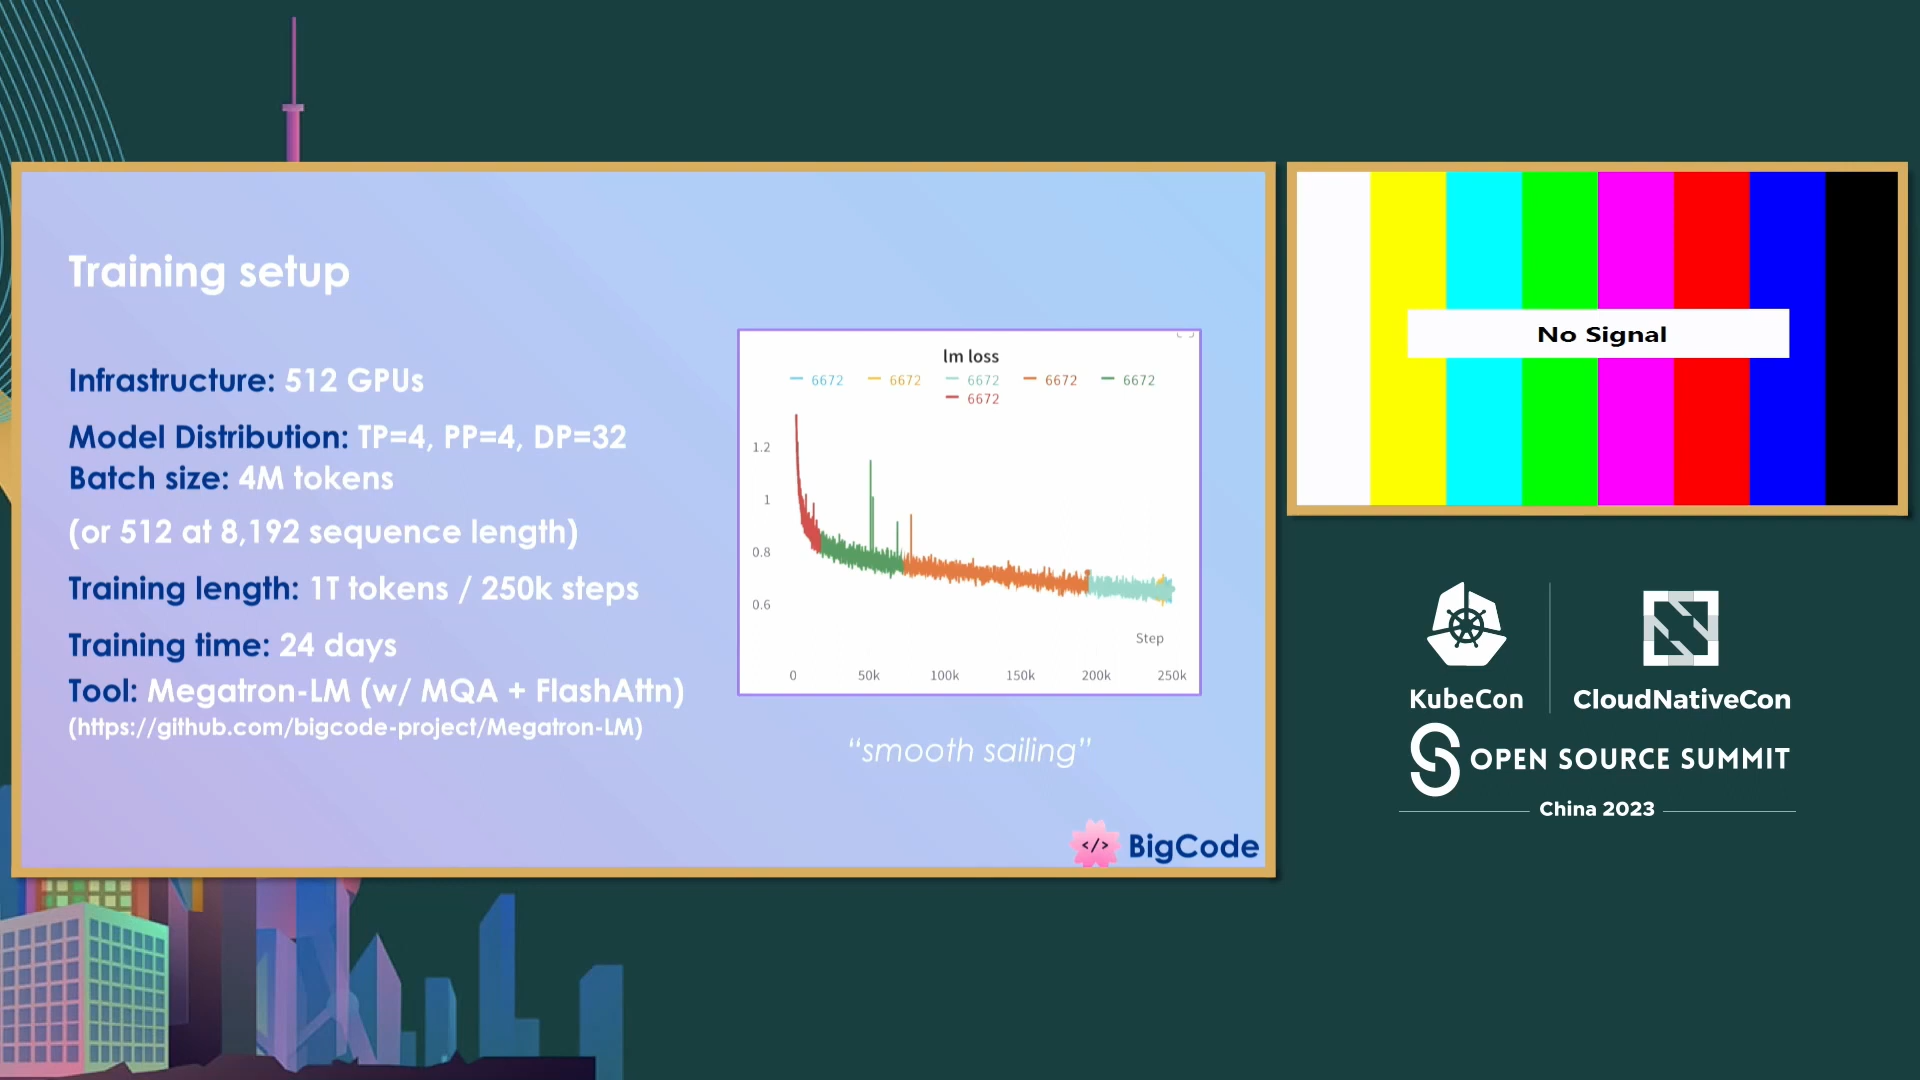 Training setup
Infrastructure: 512 GPUs
Model Distribution: TP=4, PP=4, DP=32
Batch size: 4M tokens
(or 512 at 8,192 sequence length)
Training length: 1T tokens / 250k steps
Training time: 24 days
Tool: Megatron-LM (w/ MQA + FlashAttn)
(https://github.com/bigcode-project/Megatron-LM)
lm loss
6672 6672 6672 6672 6672
6672
1.2
1
0.8
0.6
Step
0 50k 100k 150k 200k 250k
“smooth sailing”
</> BigCode
No Signal
KubeCon CloudNativeCon
OPEN SOURCE SUMMIT
China 2023